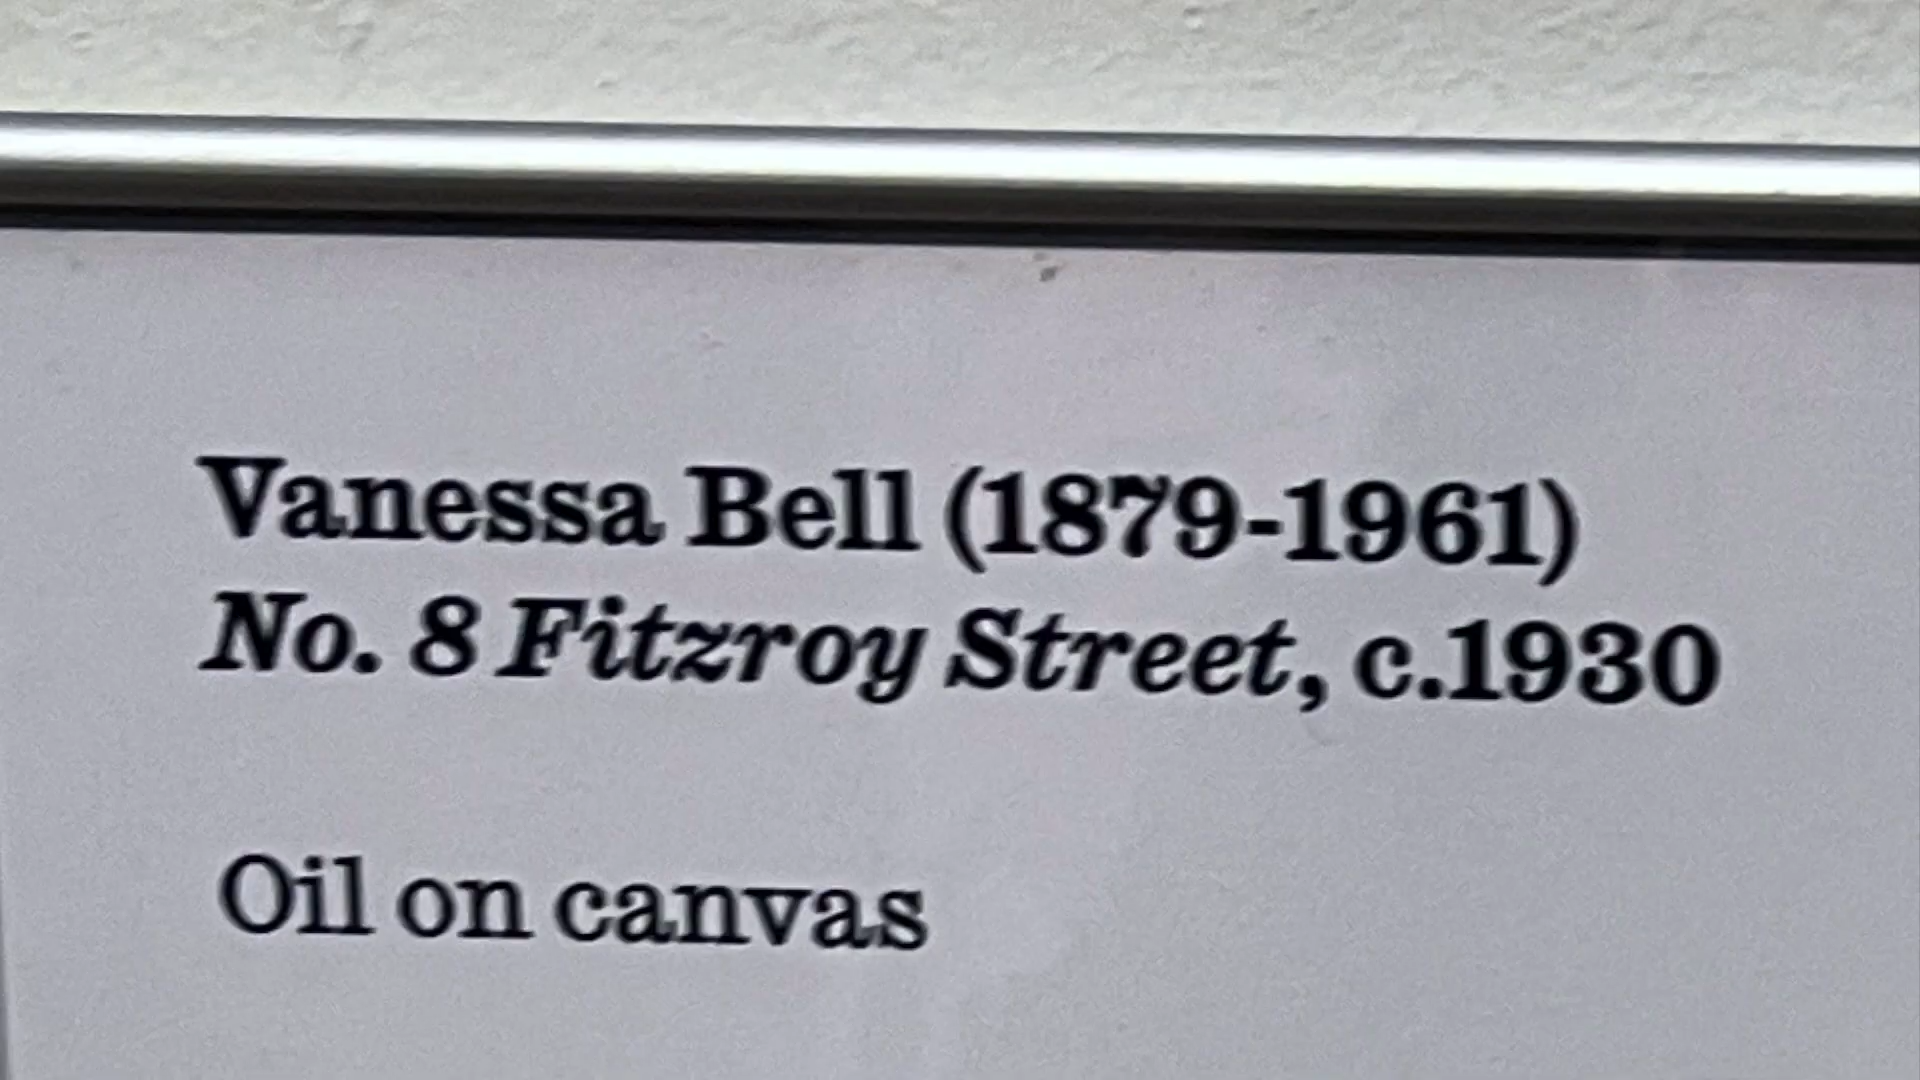 Vanessa Bell (1879-1961)
No. 8 Fitzroy Street, c.1930
Oil on canvas